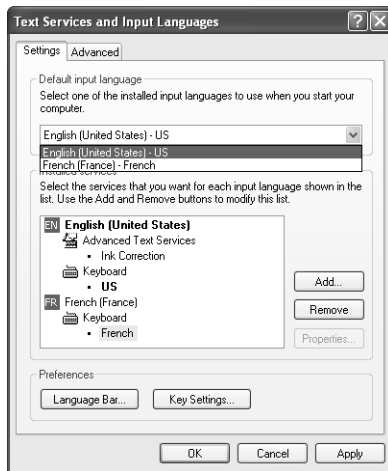 Text Services and Input Languages
Settings
Advanced
Default input language
Select one of the installed input languages to use when you start your
computer.
English (United States) - US
English (United States) - US
French (France) - French
Installed services
Select the services that you want for each input language shown in the
list. Use the Add and Remove buttons to modify this list.
EN English (United States)
Advanced Text Services
• Ink Correction
Keyboard
• US
FR French (France)
Keyboard
• French
Add...
Remove
Properties...
Preferences
Language Bar...
Key Settings...
OK
Cancel
Apply